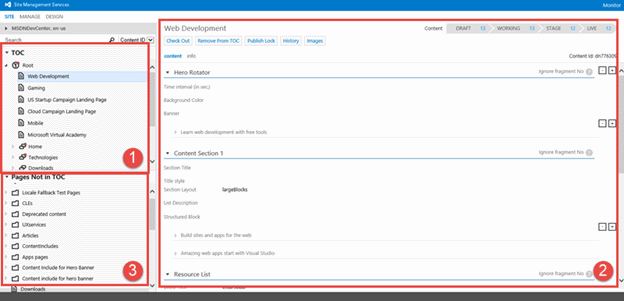 Site Management Services
Monitor
SITE MANAGE DESIGN
MSDNDevCenter, en-us
Search
Content ID
TOC
Root
Web Development
Gaming
US Startup Campaign Landing Page
Cloud Campaign Landing Page
Mobile
Microsoft Virtual Academy
Home
Technologies
Downloads
1
Pages Not in TOC
Locale Fallback Test Pages
CLEs
Deprecated content
UXservices
Articles
ContentIncludes
Apps pages
Content Include for Hero Banner
Content include for hero banner
Downloads
3
Web Development
Content DRAFT 13 WORKING 13 STAGE 12 LIVE 12
Check Out Remove from TOC Publish Lock History Images
Content Id: dn776309
content info
Hero Rotator
Ignore fragment No ?
Time interval (in sec.)
Background Color
Banner
Learn web development with free tools
Content Section 1
Ignore fragment No ?
Section Title
Title style
Section Layout largeBlocks
List Description
Structured Block
Build sites and apps for the web
Amazing web apps start with Visual Studio
Resource List
Ignore fragment No
2